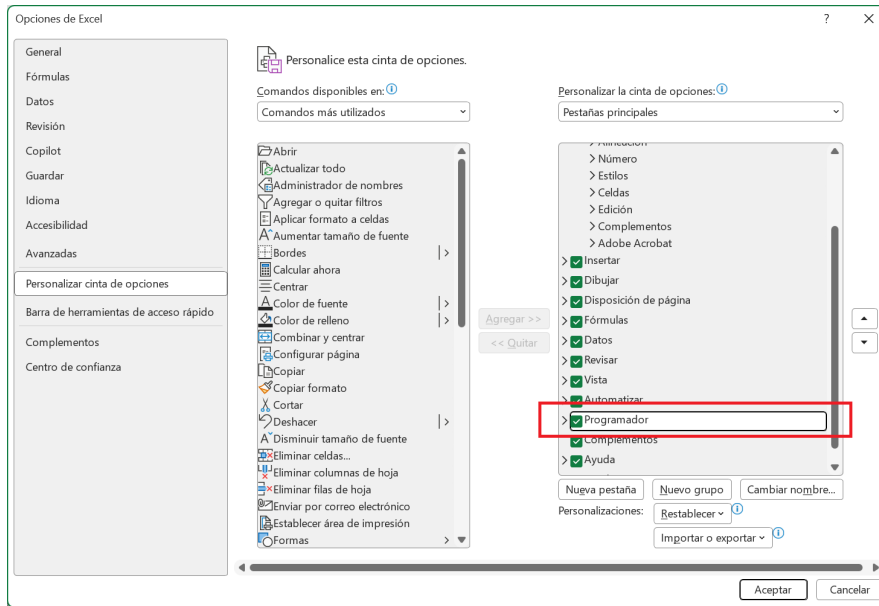 Opciones de Excel
?
General
Fórmulas
Datos
Revisión
Copilot
Guardar
Idioma
Accesibilidad
Avanzadas
Personalizar cinta de opciones
Barra de herramientas de acceso rápido
Complementos
Centro de confianza
Personalice esta cinta de opciones.
Comandos disponibles en:
Comandos más utilizados
Abrir
Actualizar todo
Administrador de nombres
Agregar o quitar filtros
Aplicar formato a celdas
Aumentar tamaño de fuente
Bordes
Calcular ahora
Centrar
Color de fuente
Color de relleno
Combinar y centrar
Configurar página
Copiar
Copiar formato
Cortar
Deshacer
Disminuir tamaño de fuente
Eliminar celdas...
Eliminar columnas de hoja
Eliminar filas de hoja
Enviar por correo electrónico
Establecer área de impresión
Formas
Agregar >>
<< Quitar
Personalizar la cinta de opciones:
Pestañas principales
Alineación
Número
Estilos
Celdas
Edición
Complementos
Adobe Acrobat
Insertar
Dibujar
Disposición de página
Fórmulas
Datos
Revisar
Vista
Automatizar
Programador
Complementos
Ayuda
Nueva pestaña
Nuevo grupo
Cambiar nombre...
Personalizaciones:
Restablecer
Importar o exportar
Aceptar
Cancelar